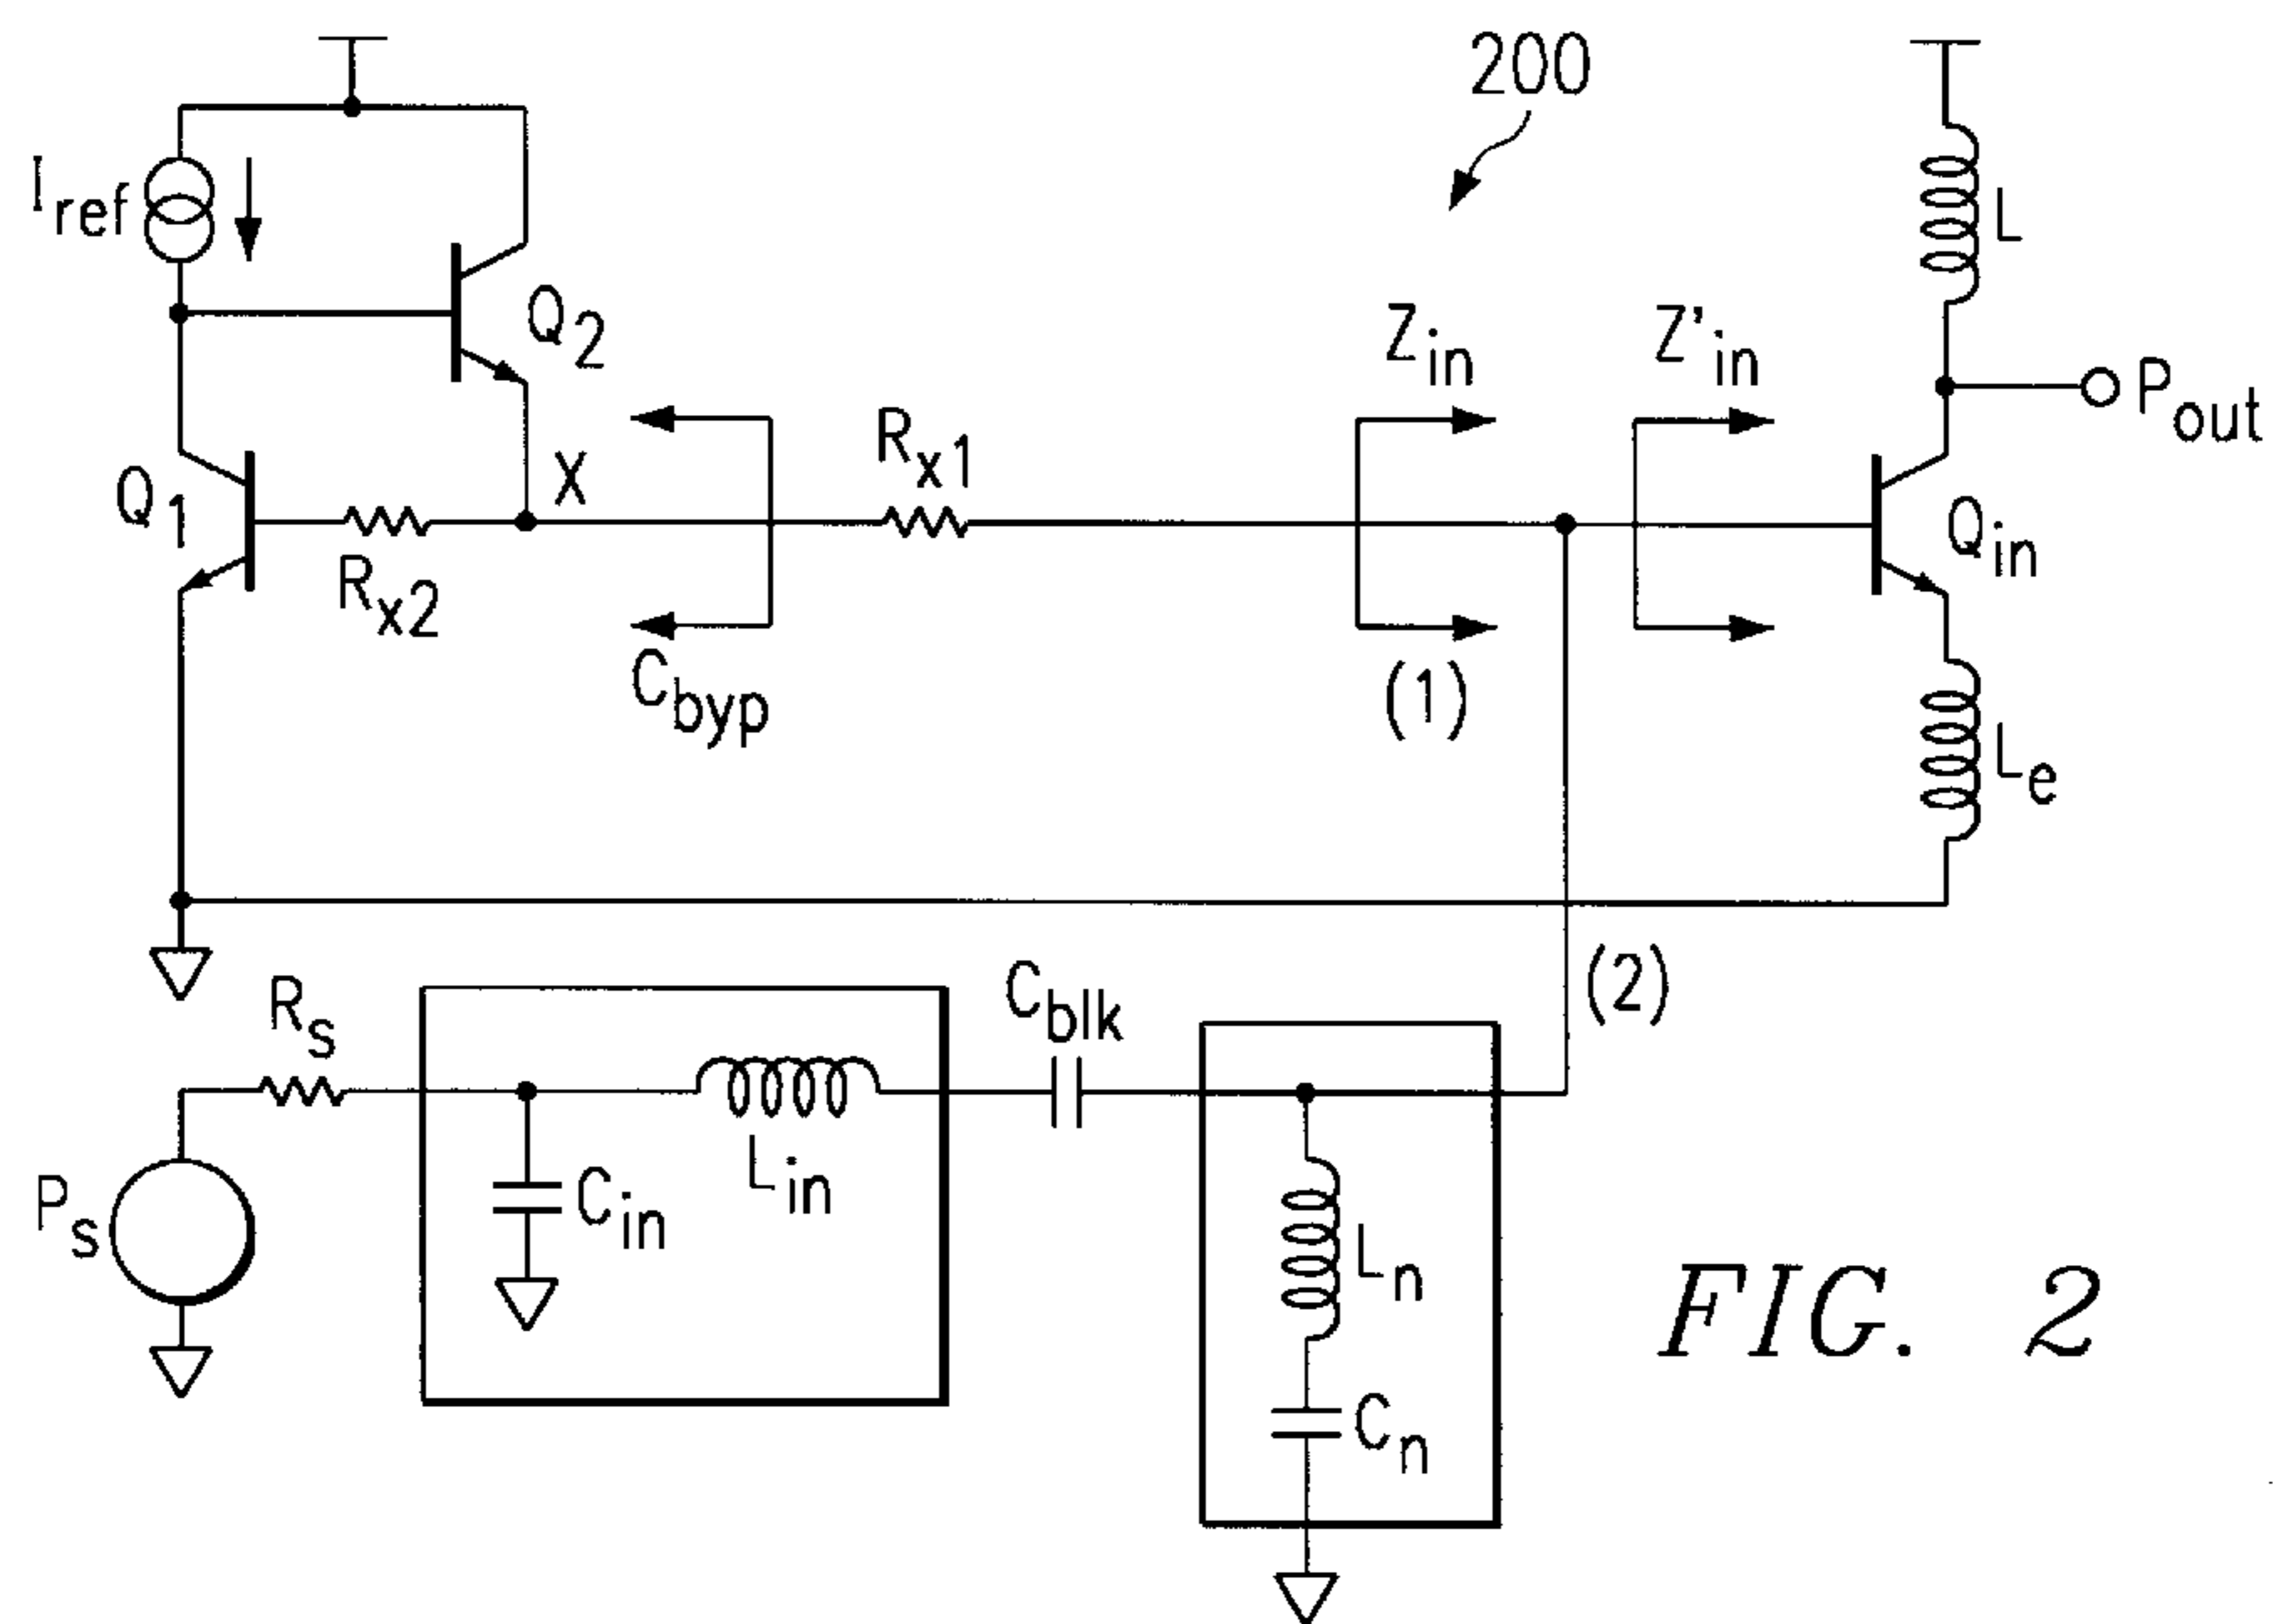 200
I_ref
L
Q_2
Z_in
Z'_in
P_out
R_x1
Q_1
X
Q_in
R_x2
C_byp
(1)
L_e
(2)
R_s
C_blk
P_s
C_in
L_in
L_n
C_n
FIG. 2